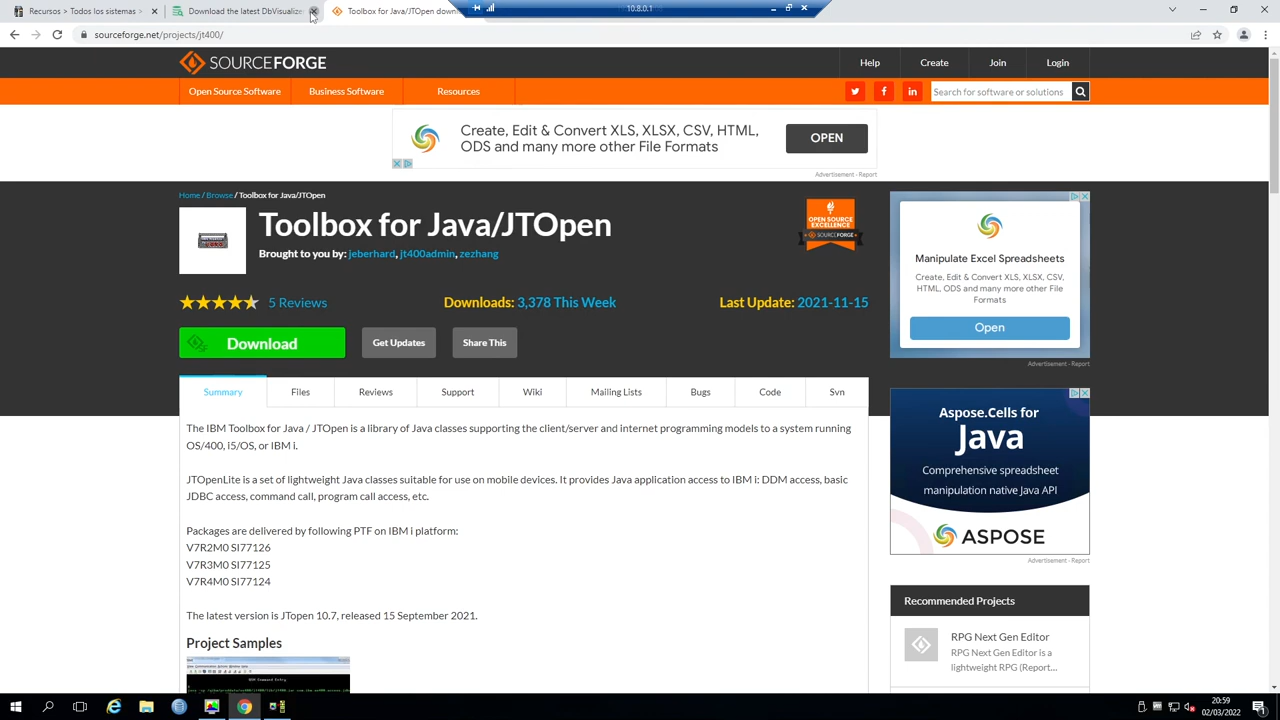 Recursos > Todos los sistemas >
Download the latest DbVisualizer
Toolbox for Java/JTOpen downlo
10.8.0.1
sourceforge.net/projects/jt400/
SOURCEFORGE
Help
Create
Join
Login
Open Source Software
Business Software
Resources
Search for software or solutions
Create, Edit & Convert XLS, XLSX, CSV, HTML,
ODS and many more other File Formats
OPEN
Advertisement - Report
Home / Browse / Toolbox for Java/JTOpen
Toolbox for Java/JTOpen
Brought to you by: jeberhard, jt400admin, zezhang
OPEN SOURCE
EXCELLENCE
SOURCEFORGE
5 Reviews
Downloads: 3,378 This Week
Last Update: 2021-11-15
Download
Get Updates
Share This
Summary
Files
Reviews
Support
Wiki
Mailing Lists
Bugs
Code
Svn
The IBM Toolbox for Java / JTOpen is a library of Java classes supporting the client/server and internet programming models to a system running
OS/400, i5/OS, or IBM i.
JTOpenLite is a set of lightweight Java classes suitable for use on mobile devices. It provides Java application access to IBM i: DDM access, basic
JDBC access, command call, program call access, etc.
Packages are delivered by following PTF on IBM i platform:
V7R2M0 SI77126
V7R3M0 SI77125
V7R4M0 SI77124
The latest version is JTopen 10.7, released 15 September 2021.
Project Samples
Manipulate Excel Spreadsheets
Create, Edit & Convert XLS, XLSX, CSV,
HTML, ODS and many more other File
Formats
Open
Advertisement - Report
Aspose.Cells for
Java
Comprehensive spreadsheet
manipulation native Java API
ASPOSE
Advertisement - Report
Recommended Projects
RPG Next Gen Editor
RPG Next Gen Editor is a
lightweight RPG (Report...
20:59
02/03/2022